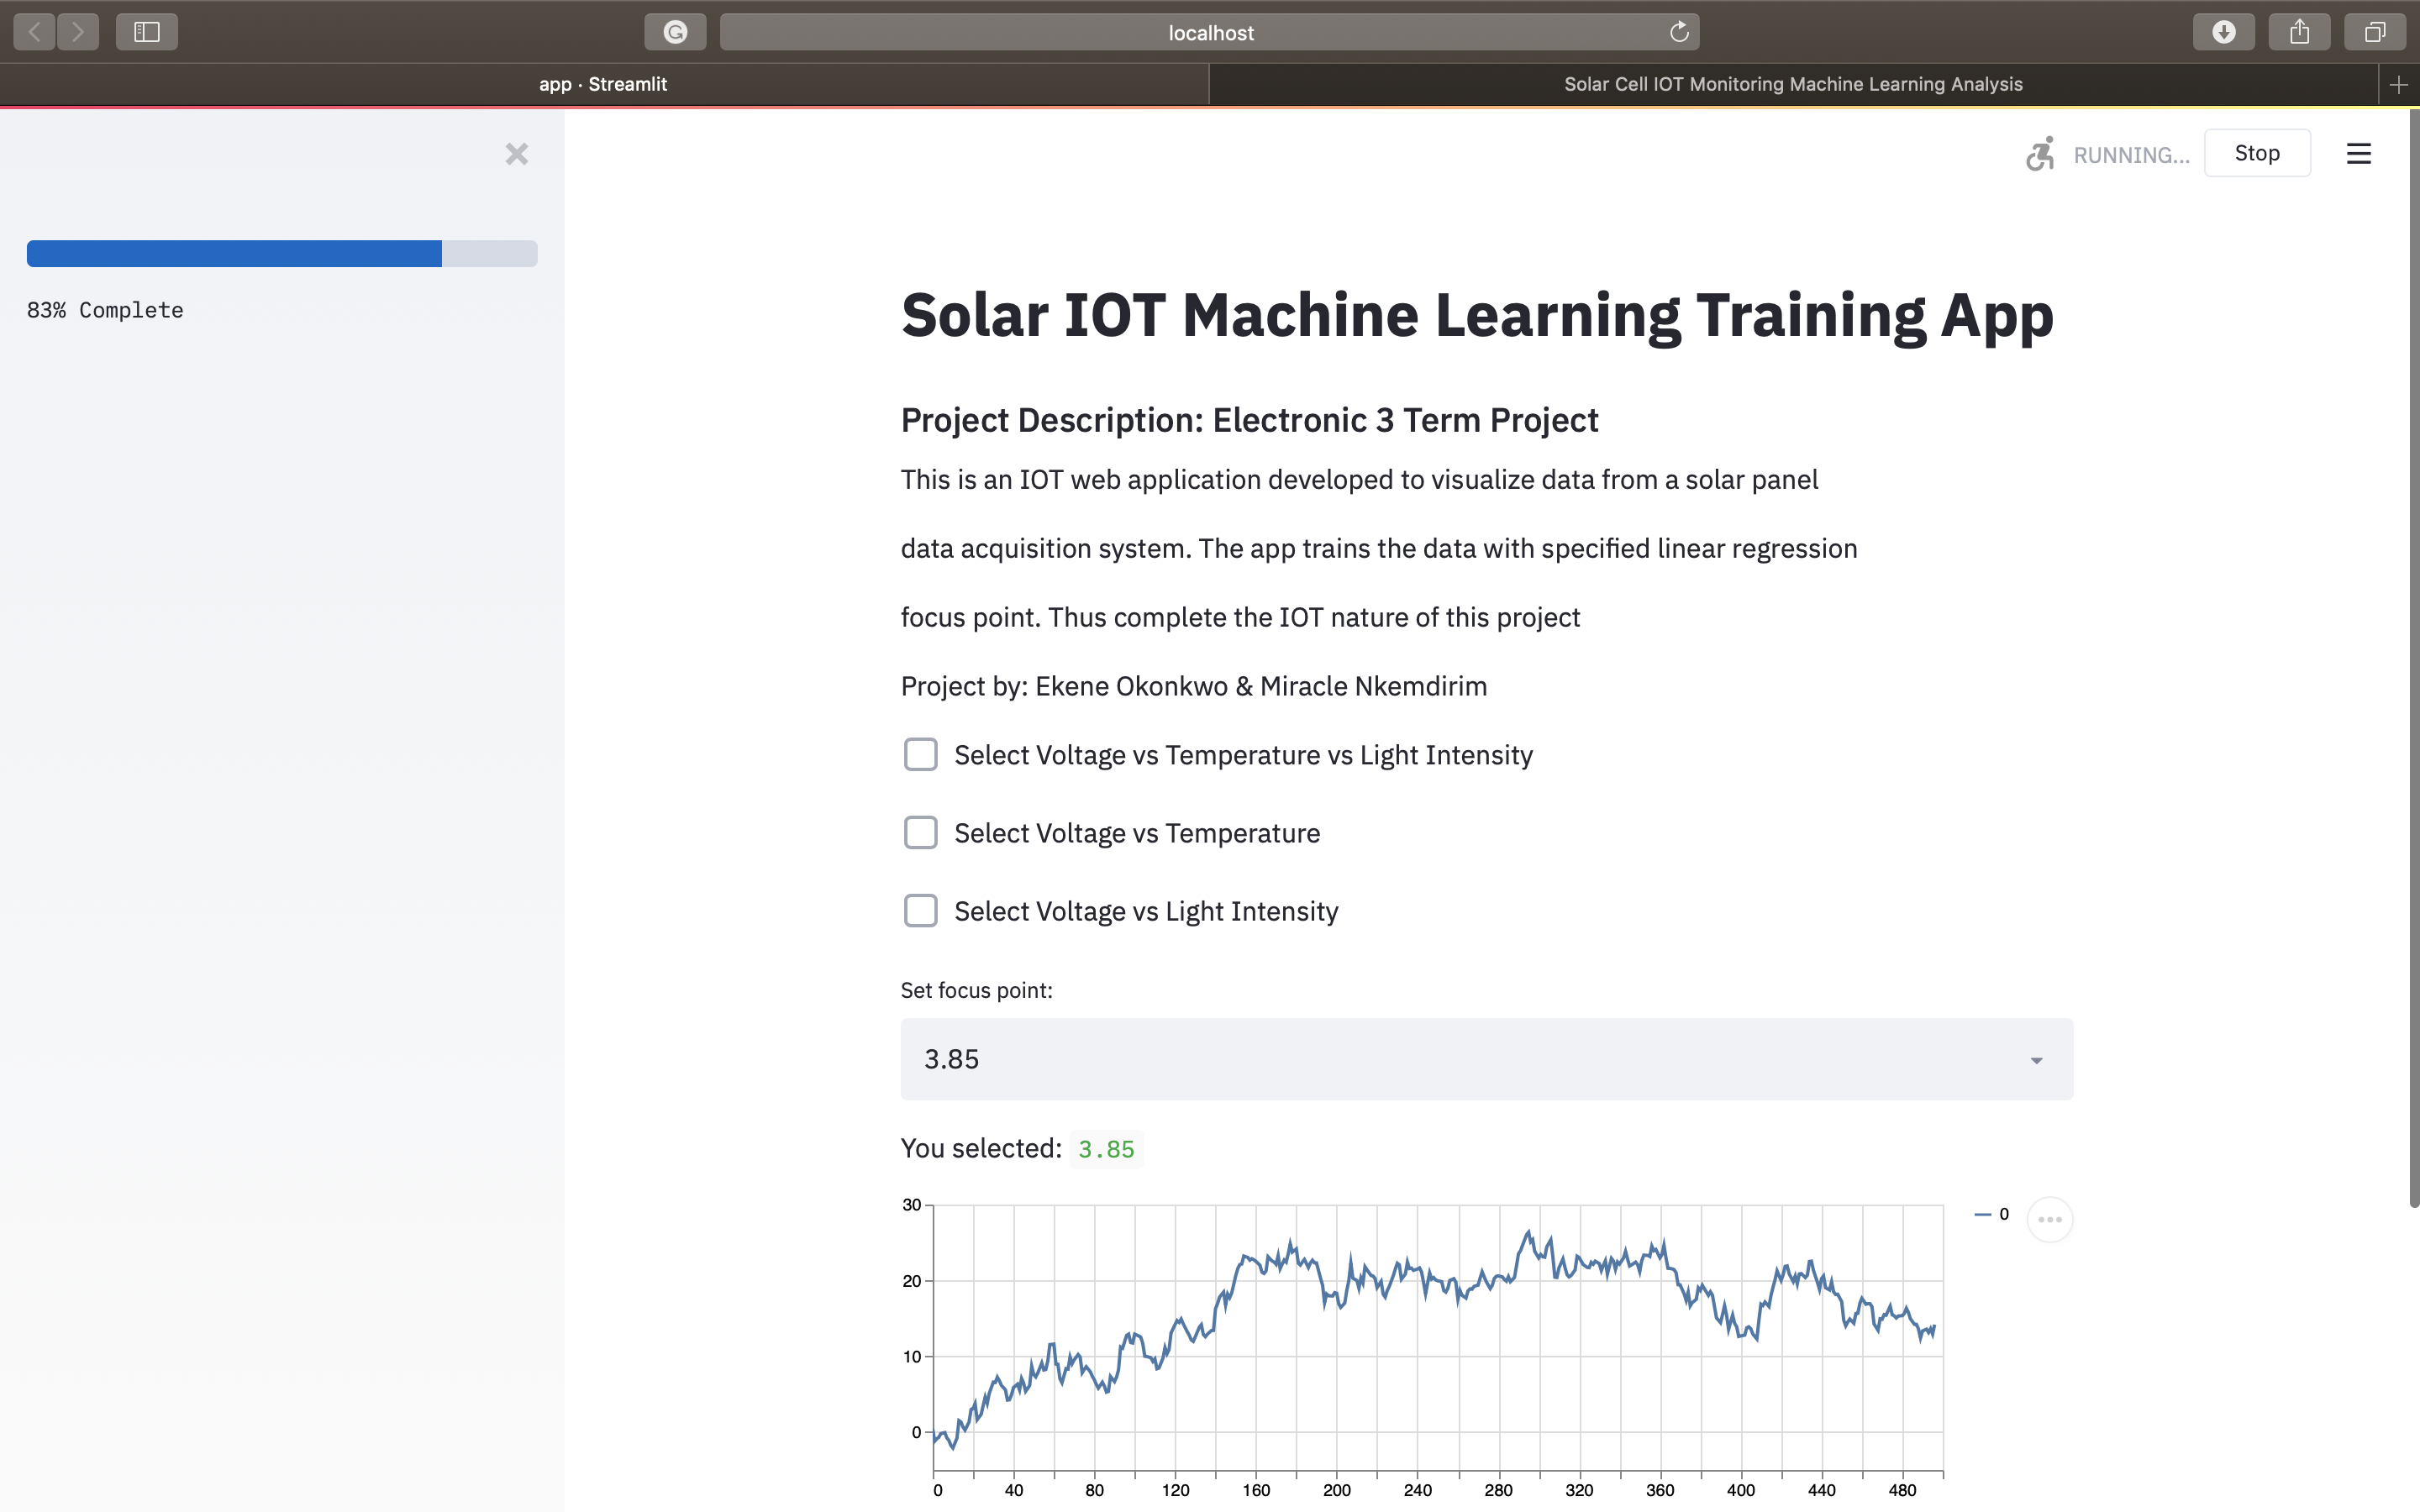 localhost
app · Streamlit
Solar Cell IOT Monitoring Machine Learning Analysis
RUNNING...
Stop
83% Complete
Solar IOT Machine Learning Training App
Project Description: Electronic 3 Term Project
This is an IOT web application developed to visualize data from a solar panel
data acquisition system. The app trains the data with specified linear regression
focus point. Thus complete the IOT nature of this project
Project by: Ekene Okonkwo & Miracle Nkemdirim
Select Voltage vs Temperature vs Light Intensity
Select Voltage vs Temperature
Select Voltage vs Light Intensity
Set focus point:
3.85
You selected: 3.85
30
20
10
0
0 40 80 120 160 200 240 280 320 360 400 440 480
0